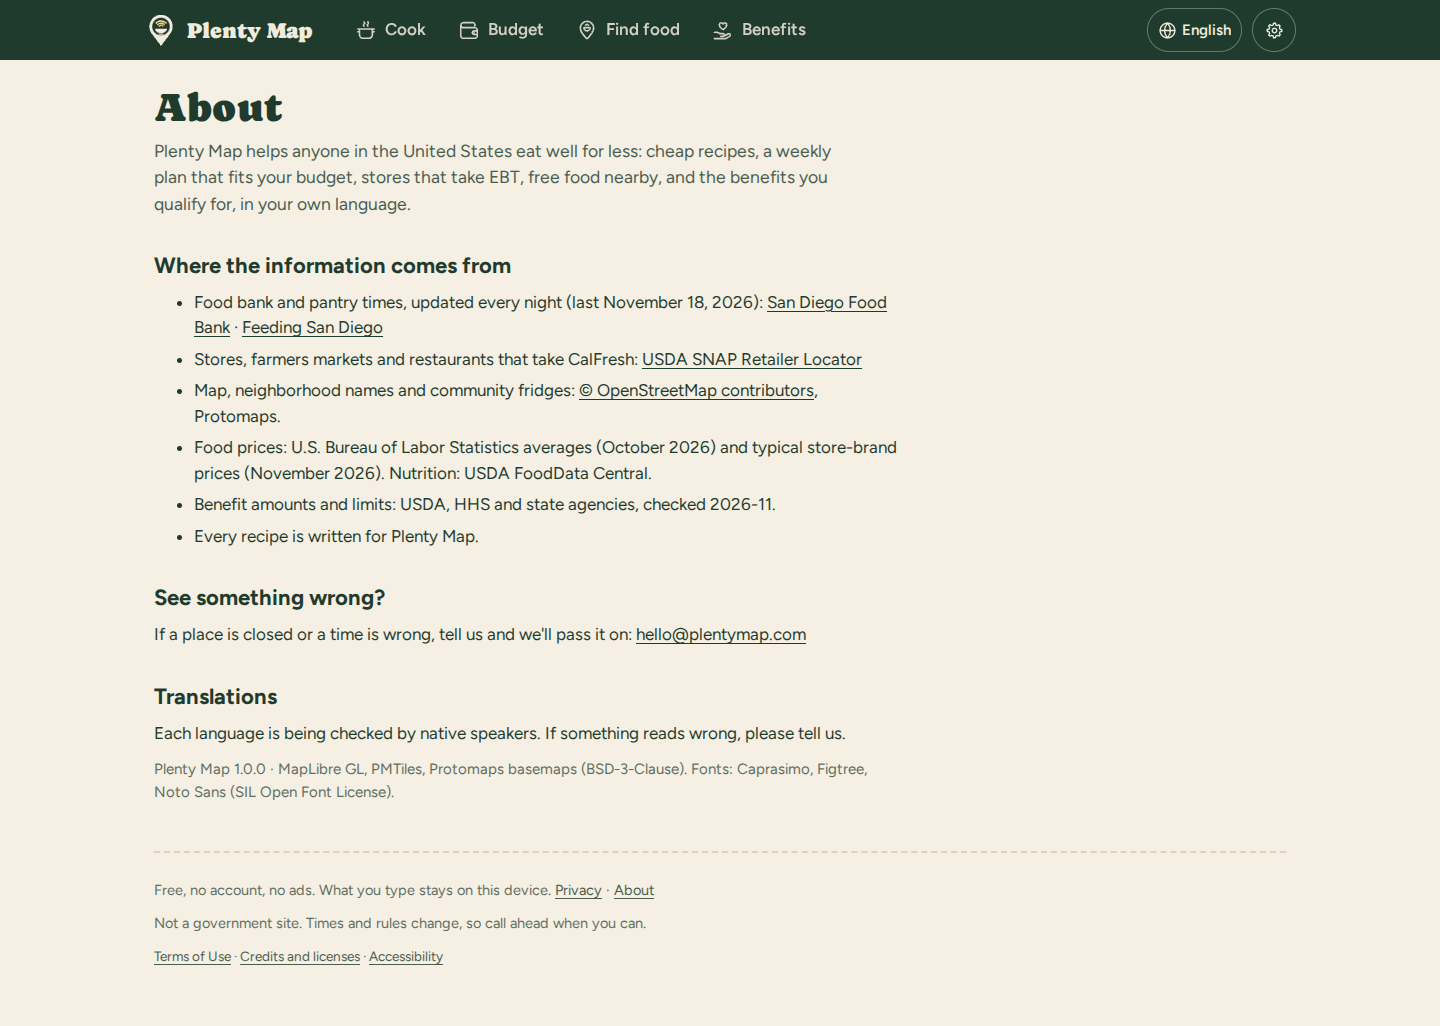 Plenty Map
Cook
Budget
Find food
Benefits
English
About
Plenty Map helps anyone in the United States eat well for less: cheap recipes, a weekly
plan that fits your budget, stores that take EBT, free food nearby, and the benefits you
qualify for, in your own language.
Where the information comes from
• Food bank and pantry times, updated every night (last November 18, 2026): San Diego Food
Bank · Feeding San Diego
• Stores, farmers markets and restaurants that take CalFresh: USDA SNAP Retailer Locator
• Map, neighborhood names and community fridges: © OpenStreetMap contributors,
Protomaps.
• Food prices: U.S. Bureau of Labor Statistics averages (October 2026) and typical store-brand
prices (November 2026). Nutrition: USDA FoodData Central.
• Benefit amounts and limits: USDA, HHS and state agencies, checked 2026-11.
• Every recipe is written for Plenty Map.
See something wrong?
If a place is closed or a time is wrong, tell us and we'll pass it on: hello@plentymap.com
Translations
Each language is being checked by native speakers. If something reads wrong, please tell us.
Plenty Map 1.0.0 · MapLibre GL, PMTiles, Protomaps basemaps (BSD-3-Clause). Fonts: Caprasimo, Figtree,
Noto Sans (SIL Open Font License).
Free, no account, no ads. What you type stays on this device. Privacy · About
Not a government site. Times and rules change, so call ahead when you can.
Terms of Use · Credits and licenses · Accessibility